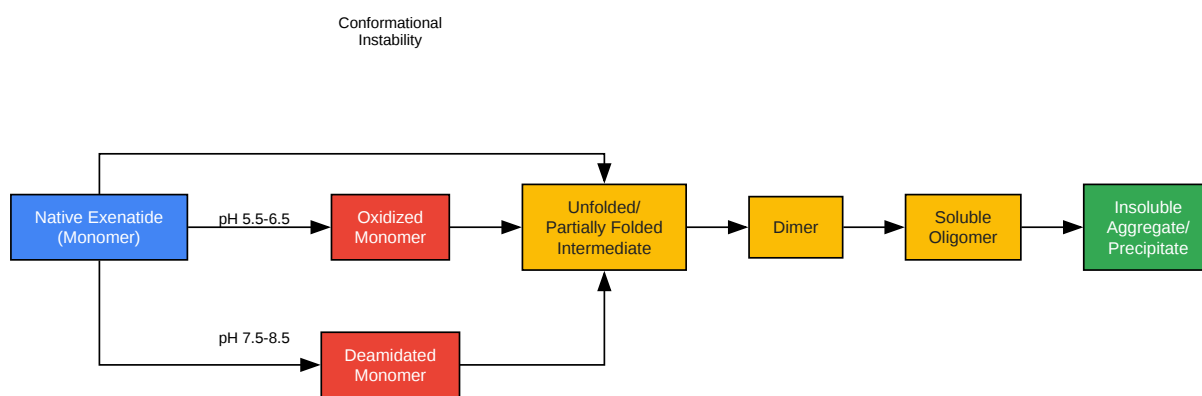 Conformational
Instability
Native Exenatide
(Monomer)
pH 5.5-6.5
Oxidized
Monomer
Unfolded/
Partially Folded
Intermediate
Dimer
Soluble
Oligomer
Insoluble
Aggregate/
Precipitate
pH 7.5-8.5
Deamidated
Monomer